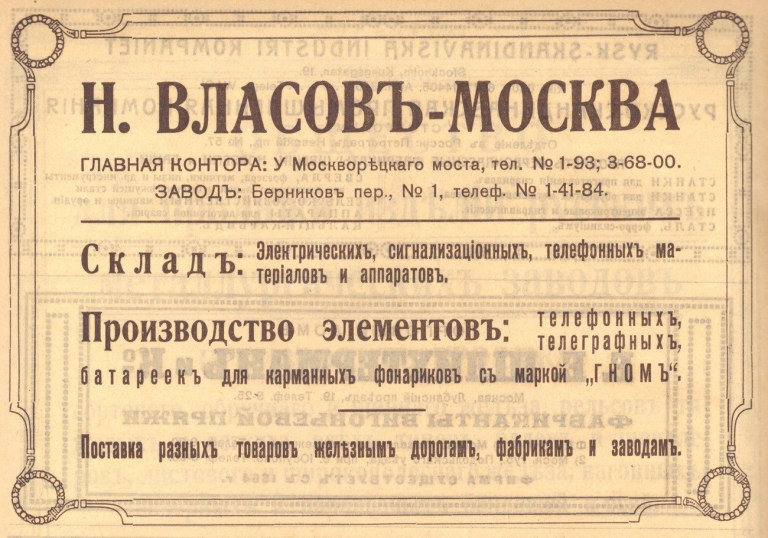 Н. ВЛАСОВЪ-МОСКВА
ГЛАВНАЯ КОНТОРА: У Москворѣцкаго моста, тел. № 1-93; 3-68-00.
ЗАВОДЪ: Берниковъ пер., № 1, телеф. № 1-41-84.
Складъ: Электрическихъ, сигнализаціонныхъ, телефонныхъ ма-
теріаловъ и аппаратовъ.
Производство элементовъ: телефонныхъ,
телеграфныхъ,
батареекъ для карманныхъ фонариковъ съ маркой „ГНОМЪ“.
Поставка разныхъ товаровъ желѣзнымъ дорогамъ, фабрикамъ и заводамъ.